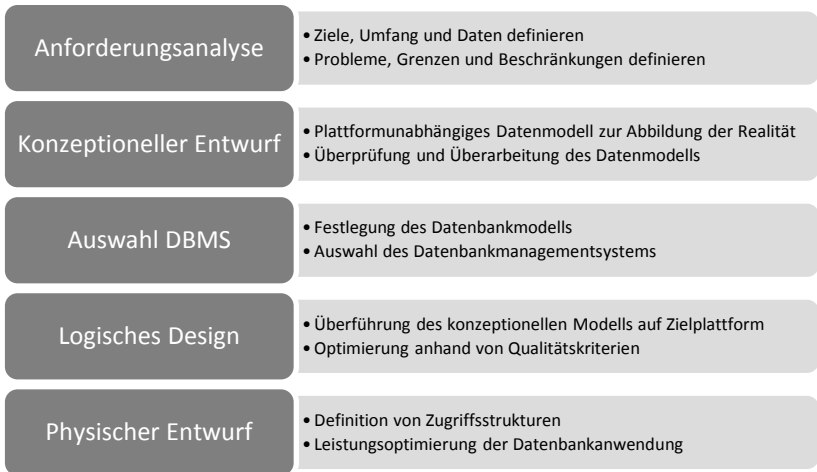 Anforderungsanalyse
• Ziele, Umfang und Daten definieren
• Probleme, Grenzen und Beschränkungen definieren
Konzeptioneller Entwurf
• Plattformunabhängiges Datenmodell zur Abbildung der Realität
• Überprüfung und Überarbeitung des Datenmodells
Auswahl DBMS
• Festlegung des Datenbankmodells
• Auswahl des Datenbankmanagementsystems
Logisches Design
• Überführung des konzeptionellen Modells auf Zielplattform
• Optimierung anhand von Qualitätskriterien
Physischer Entwurf
• Definition von Zugriffsstrukturen
• Leistungsoptimierung der Datenbankanwendung